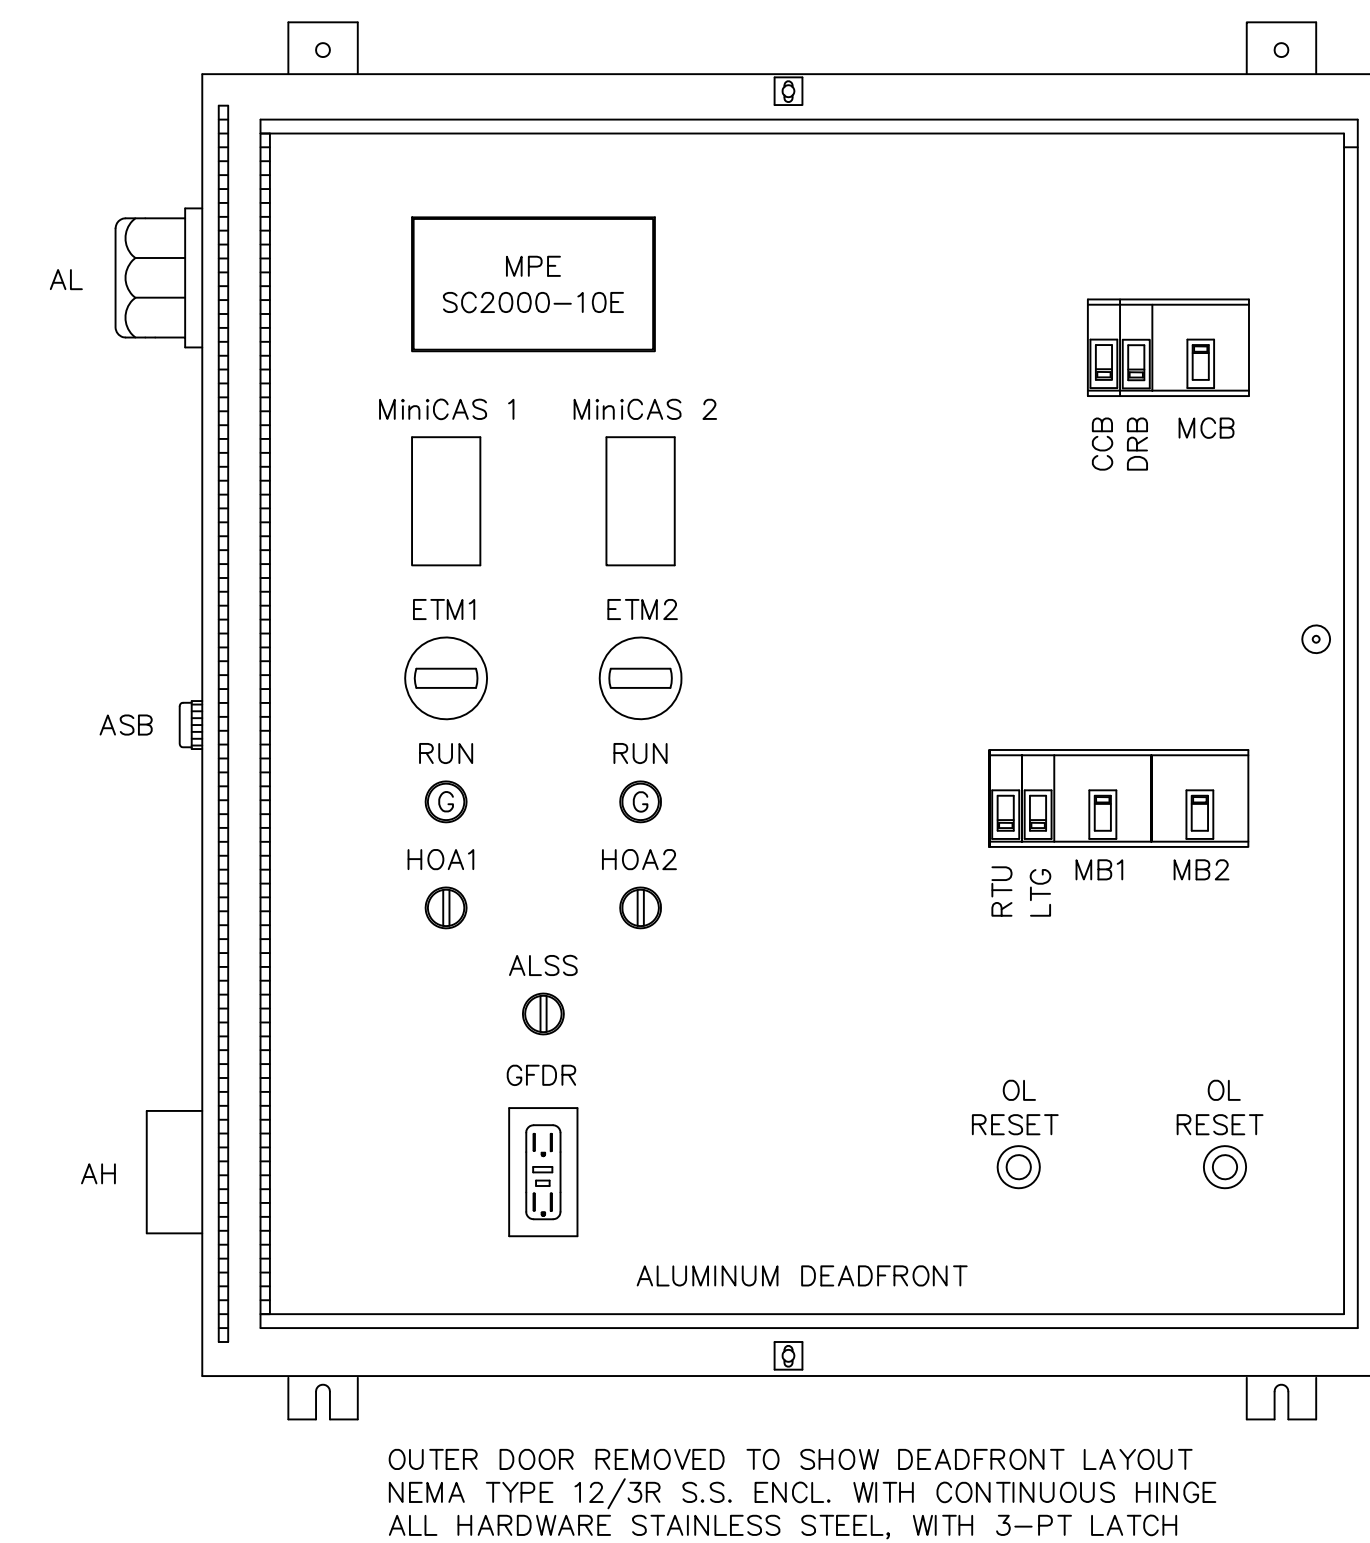 AL
MPE
SC2000-10E
MiniCAS 1
MiniCAS 2
CCB
DRB
MCB
ETM1
ETM2
ASB
RUN
RUN
G
G
HOA1
HOA2
RTU
LTG
MB1
MB2
ALSS
GFDR
OL
RESET
OL
RESET
AH
ALUMINUM DEADFRONT
OUTER DOOR REMOVED TO SHOW DEADFRONT LAYOUT
NEMA TYPE 12/3R S.S. ENCL. WITH CONTINUOUS HINGE
ALL HARDWARE STAINLESS STEEL, WITH 3-PT LATCH